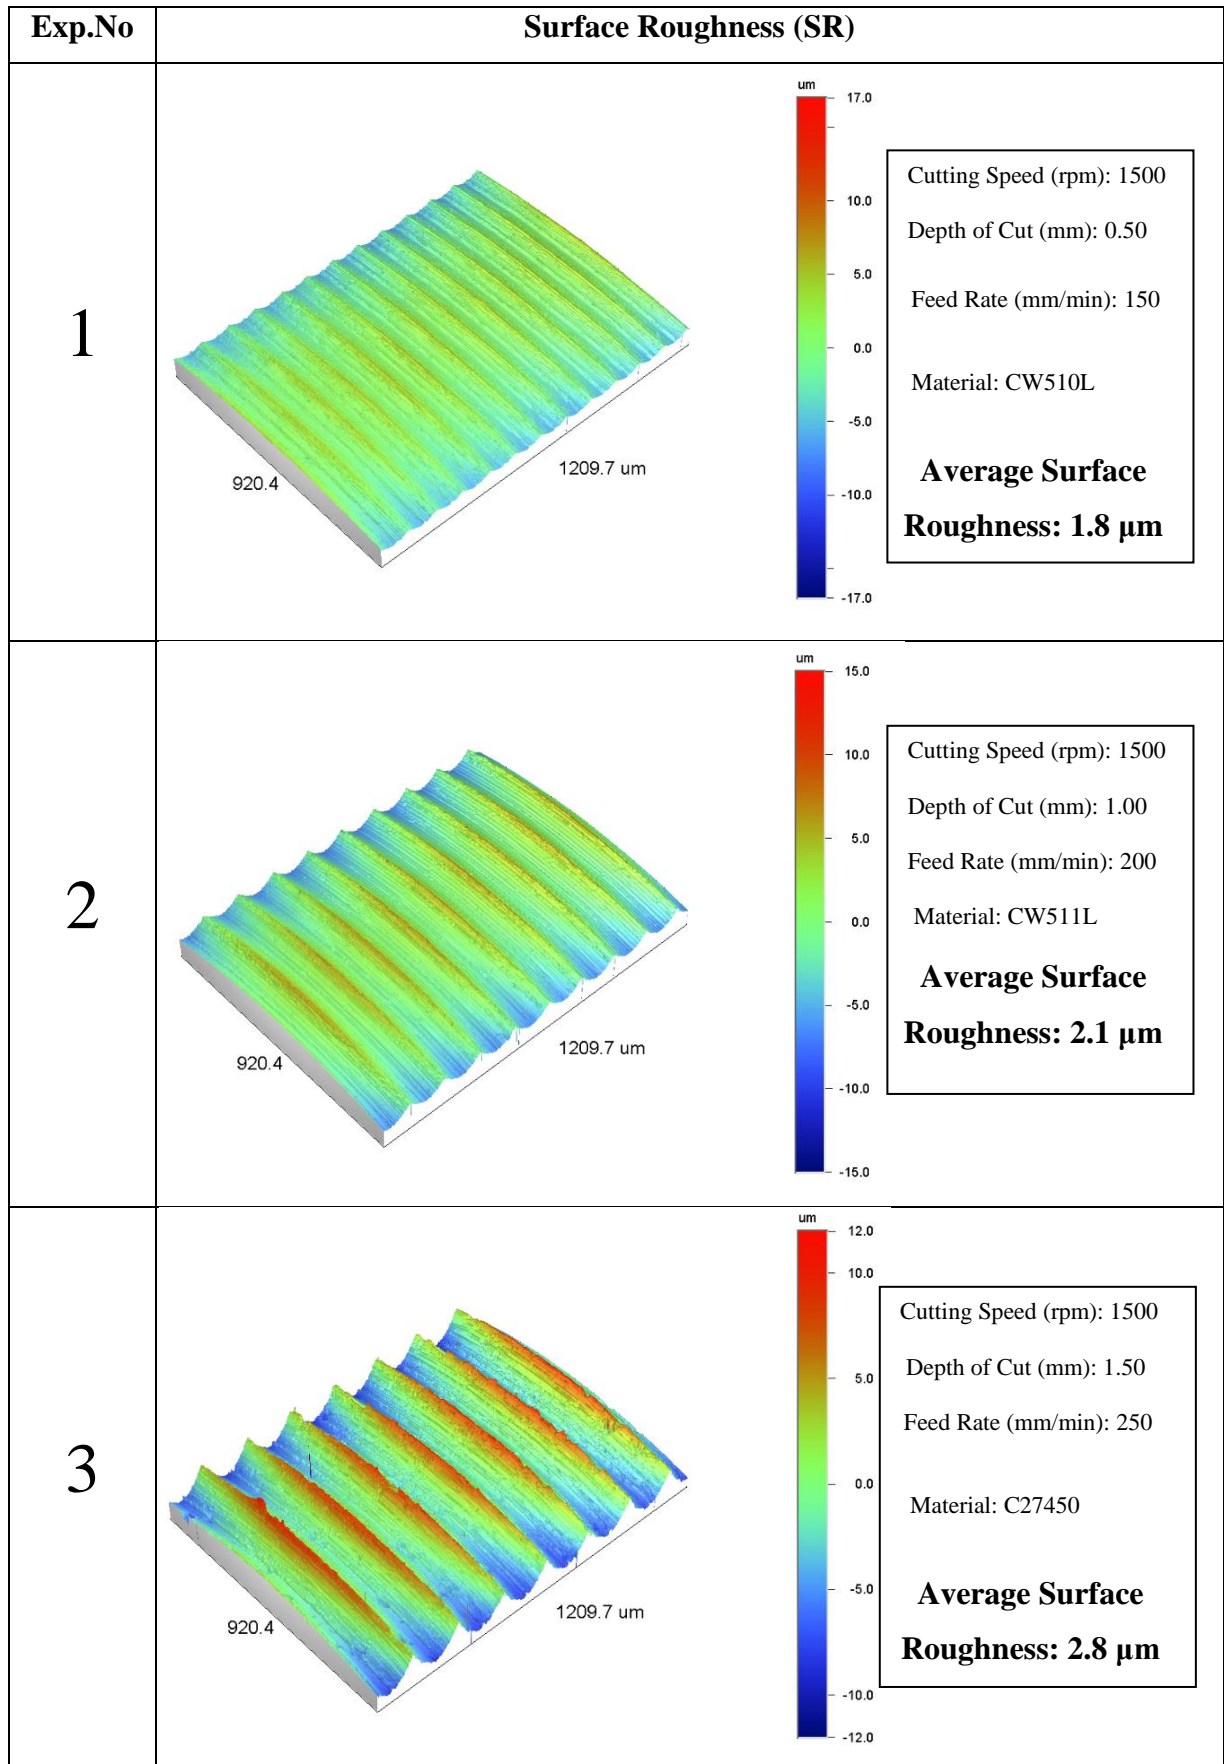 Exp.No
Surface Roughness (SR)
1
um
17.0
10.0
5.0
0.0
-5.0
-10.0
-17.0
920.4
1209.7 um
Cutting Speed (rpm): 1500
Depth of Cut (mm): 0.50
Feed Rate (mm/min): 150
Material: CW510L
Average Surface
Roughness: 1.8 µm
2
um
15.0
10.0
5.0
0.0
-5.0
-10.0
-15.0
920.4
1209.7 um
Cutting Speed (rpm): 1500
Depth of Cut (mm): 1.00
Feed Rate (mm/min): 200
Material: CW511L
Average Surface
Roughness: 2.1 µm
3
um
12.0
10.0
5.0
0.0
-5.0
-10.0
-12.0
920.4
1209.7 um
Cutting Speed (rpm): 1500
Depth of Cut (mm): 1.50
Feed Rate (mm/min): 250
Material: C27450
Average Surface
Roughness: 2.8 µm